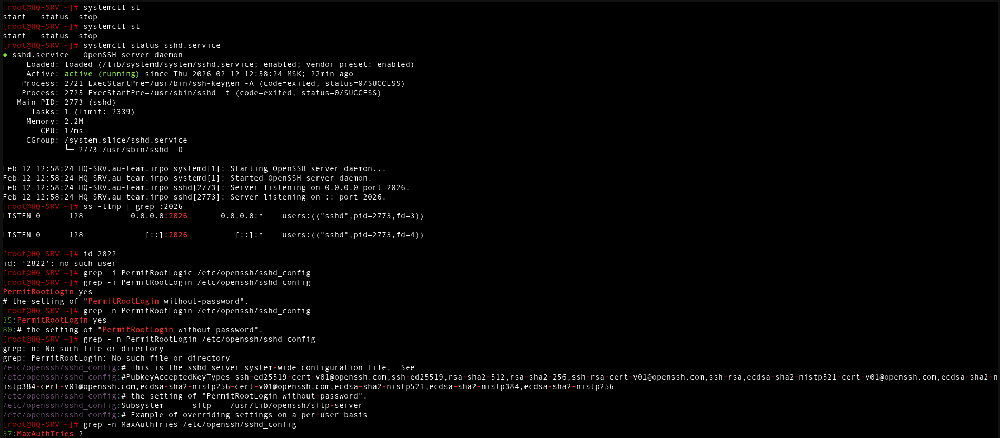 [root@HQ-SRV ~]# systemctl st
start   status  stop
[root@HQ-SRV ~]# systemctl st
start   status  stop
[root@HQ-SRV ~]# systemctl status sshd.service
● sshd.service - OpenSSH server daemon
     Loaded: loaded (/lib/systemd/system/sshd.service; enabled; vendor preset: enabled)
     Active: active (running) since Thu 2026-02-12 12:58:24 MSK; 22min ago
    Process: 2721 ExecStartPre=/usr/bin/ssh-keygen -A (code=exited, status=0/SUCCESS)
    Process: 2725 ExecStartPre=/usr/sbin/sshd -t (code=exited, status=0/SUCCESS)
   Main PID: 2773 (sshd)
      Tasks: 1 (limit: 2339)
     Memory: 2.2M
        CPU: 17ms
     CGroup: /system.slice/sshd.service
             └─ 2773 /usr/sbin/sshd -D
Feb 12 12:58:24 HQ-SRV.au-team.irpo systemd[1]: Starting OpenSSH server daemon...
Feb 12 12:58:24 HQ-SRV.au-team.irpo systemd[1]: Started OpenSSH server daemon.
Feb 12 12:58:24 HQ-SRV.au-team.irpo sshd[2773]: Server listening on 0.0.0.0 port 2026.
Feb 12 12:58:24 HQ-SRV.au-team.irpo sshd[2773]: Server listening on :: port 2026.
[root@HQ-SRV ~]# ss -tlnp | grep :2026
LISTEN 0      128          0.0.0.0:2026       0.0.0.0:*    users:(("sshd",pid=2773,fd=3))
LISTEN 0      128             [::]:2026          [::]:*    users:(("sshd",pid=2773,fd=4))
[root@HQ-SRV ~]# id 2822
id: ‘2822’: no such user
[root@HQ-SRV ~]# grep -i PermitRootLogic /etc/openssh/sshd_config
[root@HQ-SRV ~]# grep -i PermitRootLogin /etc/openssh/sshd_config
PermitRootLogin yes
# the setting of "PermitRootLogin without-password".
[root@HQ-SRV ~]# grep -n PermitRootLogin /etc/openssh/sshd_config
35:PermitRootLogin yes
80:# the setting of "PermitRootLogin without-password".
[root@HQ-SRV ~]# grep - n PermitRootLogin /etc/openssh/sshd_config
grep: n: No such file or directory
grep: PermitRootLogin: No such file or directory
/etc/openssh/sshd_config:# This is the sshd server system-wide configuration file.  See
/etc/openssh/sshd_config:#PubkeyAcceptedKeyTypes ssh-ed25519-cert-v01@openssh.com,ssh-ed25519,rsa-sha2-512,rsa-sha2-256,ssh-rsa-cert-v01@openssh.com,ssh-rsa,ecdsa-sha2-nistp521-cert-v01@openssh.com,ecdsa-sha2-n
istp384-cert-v01@openssh.com,ecdsa-sha2-nistp256-cert-v01@openssh.com,ecdsa-sha2-nistp521,ecdsa-sha2-nistp384,ecdsa-sha2-nistp256
/etc/openssh/sshd_config:# the setting of "PermitRootLogin without-password".
/etc/openssh/sshd_config:Subsystem      sftp    /usr/lib/openssh/sftp-server
/etc/openssh/sshd_config:# Example of overriding settings on a per-user basis
[root@HQ-SRV ~]# grep -n MaxAuthTries /etc/openssh/sshd_config
37:MaxAuthTries 2